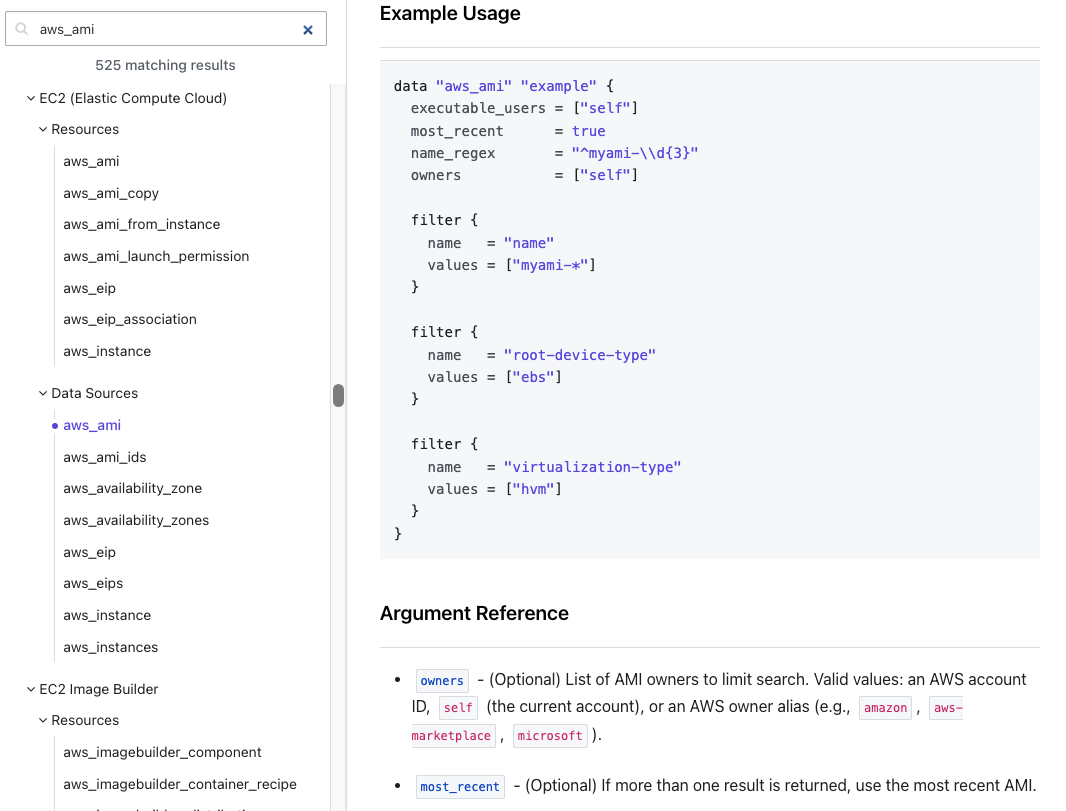 aws_ami
525 matching results
EC2 (Elastic Compute Cloud)
Resources
aws_ami
aws_ami_copy
aws_ami_from_instance
aws_ami_launch_permission
aws_eip
aws_eip_association
aws_instance
Data Sources
aws_ami
aws_ami_ids
aws_availability_zone
aws_availability_zones
aws_eip
aws_eips
aws_instance
aws_instances
EC2 Image Builder
Resources
aws_imagebuilder_component
aws_imagebuilder_container_recipe
Example Usage
data "aws_ami" "example" {
  executable_users = ["self"]
  most_recent      = true
  name_regex       = "^myami-\\d{3}"
  owners           = ["self"]

  filter {
    name   = "name"
    values = ["myami-*"]
  }

  filter {
    name   = "root-device-type"
    values = ["ebs"]
  }

  filter {
    name   = "virtualization-type"
    values = ["hvm"]
  }
}
Argument Reference
• owners - (Optional) List of AMI owners to limit search. Valid values: an AWS account
ID, self (the current account), or an AWS owner alias (e.g., amazon , aws-
marketplace , microsoft ).
• most_recent - (Optional) If more than one result is returned, use the most recent AMI.